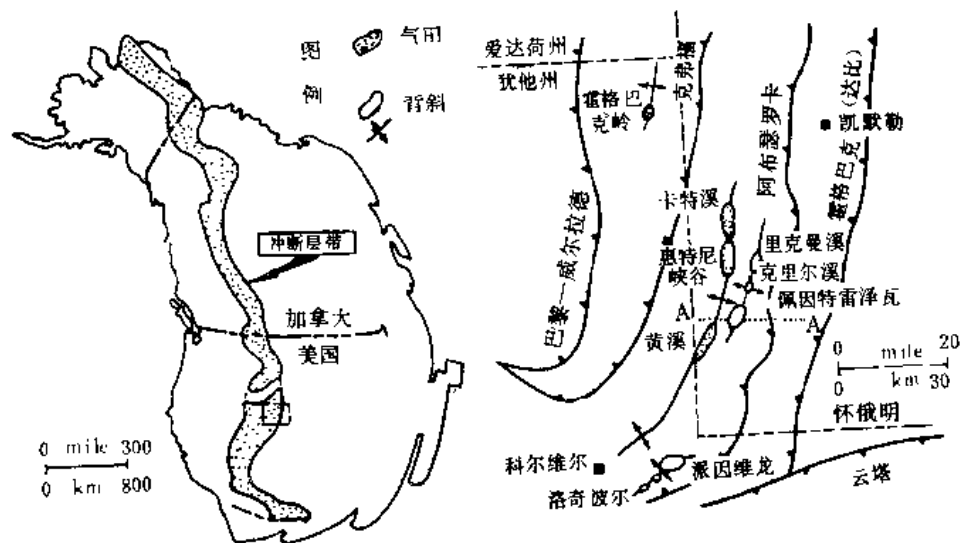 图
例
气田
背斜
冲断层带
加拿大
美国
0 mile 300
0 km 800
爱达荷州
犹他州
霍格巴
克岭
克弗福
阿布瑟罗卡
霍格巴克(达比)
凯默勒
卡特溪
惠特尼
峡谷
里克曼溪
克里尔溪
佩因特雷泽瓦
巴黎—威尔拉德
黄溪
A
A
0 mile 20
0 km 30
怀俄明
科尔维尔
洛奇波尔
派因维龙
云塔